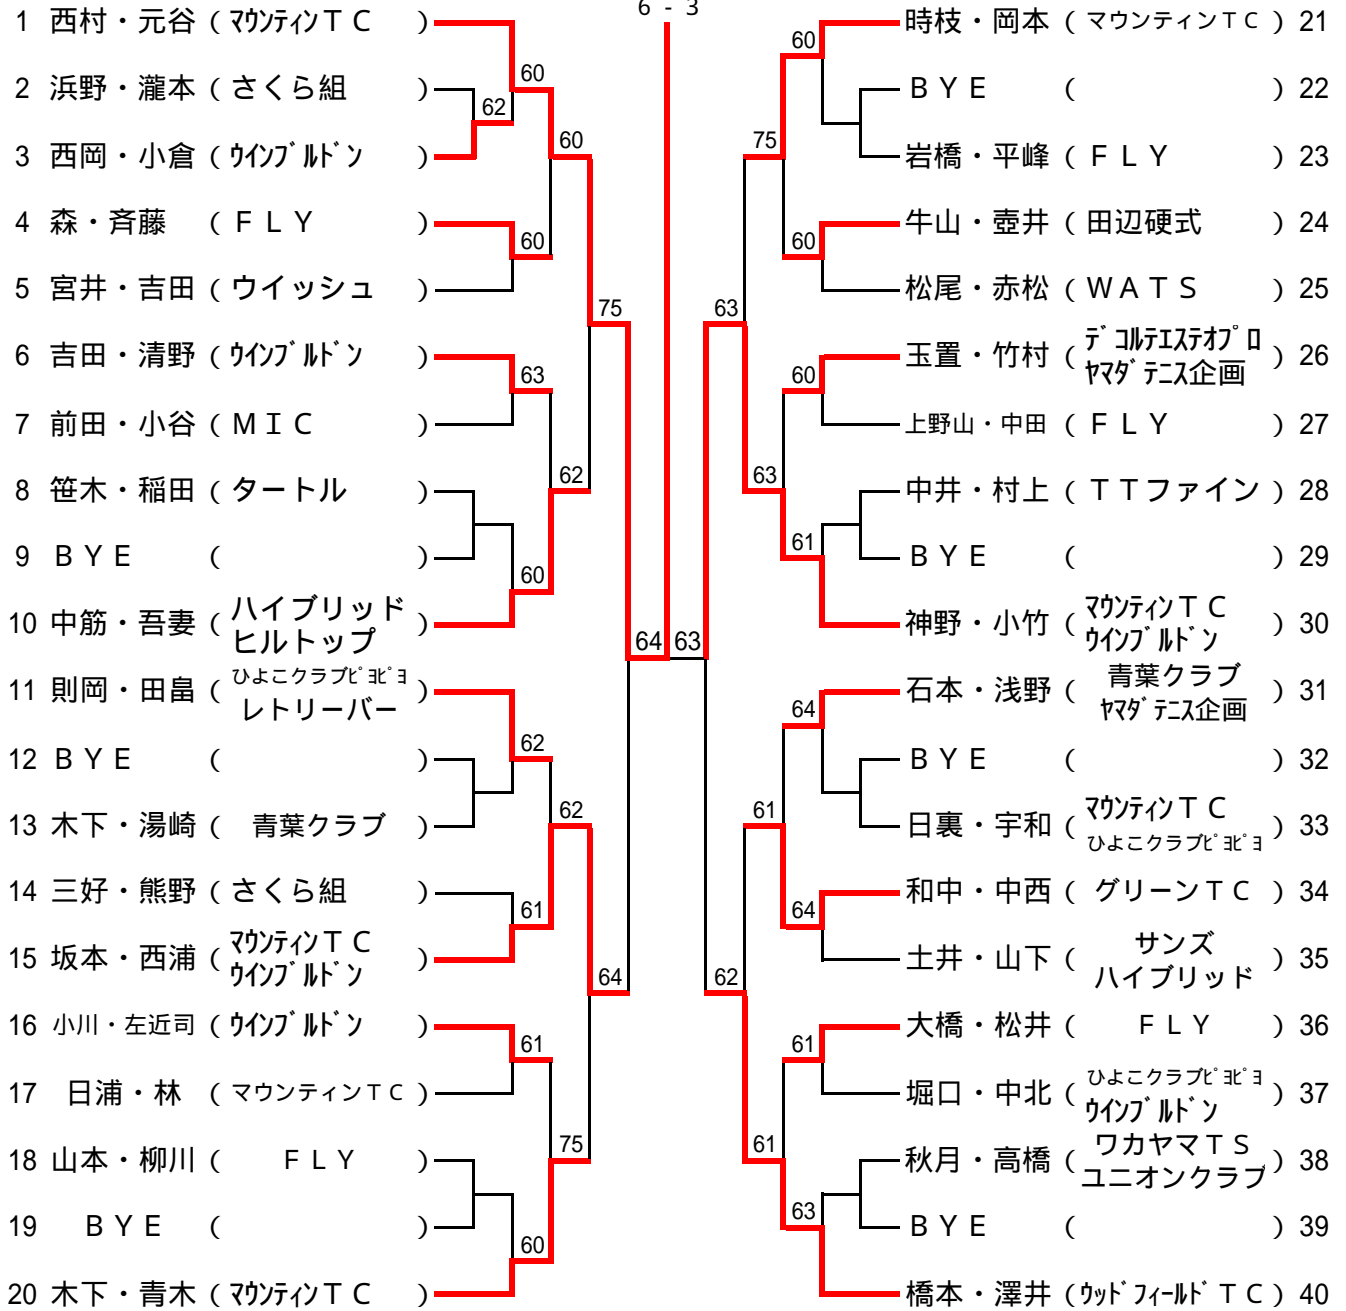 6 - 3
1 西村・元谷 ( ﾏｳﾝﾃｨﾝＴＣ )
2 浜野・瀧本 ( さくら組 )
3 西岡・小倉 ( ｳｲﾝﾌﾞﾙﾄﾞﾝ )
4 森・斉藤 ( ＦＬＹ )
5 宮井・吉田 ( ウイッシュ )
6 吉田・清野 ( ｳｲﾝﾌﾞﾙﾄﾞﾝ )
7 前田・小谷 ( ＭＩＣ )
8 笹木・稲田 ( タートル )
9 ＢＹＥ ( )
10 中筋・吾妻 ( ハイブリッド
ヒルトップ )
11 則岡・田畠 ( ひよこクラブﾋﾟﾖﾋﾟﾖ
レトリーバー )
12 ＢＹＥ ( )
13 木下・湯崎 ( 青葉クラブ )
14 三好・熊野 ( さくら組 )
15 坂本・西浦 ( ﾏｳﾝﾃｨﾝＴＣ
ｳｲﾝﾌﾞﾙﾄﾞﾝ )
16 小川・左近司 ( ｳｲﾝﾌﾞﾙﾄﾞﾝ )
17 日浦・林 ( マウンティンＴＣ )
18 山本・柳川 ( ＦＬＹ )
19 ＢＹＥ ( )
20 木下・青木 ( ﾏｳﾝﾃｨﾝＴＣ )
62
60
60
63
60
62
61
61
60
60
62
62
75
75
64
64
63
63
62
75
63
61
61
60
60
60
61
64
64
61
63
時枝・岡本 ( マウンティンＴＣ ) 21
ＢＹＥ ( ) 22
岩橋・平峰 ( ＦＬＹ ) 23
牛山・壺井 ( 田辺硬式 ) 24
松尾・赤松 ( ＷＡＴＳ ) 25
玉置・竹村 ( ﾃﾞｺﾙﾃｴｽﾃｵﾌﾟﾛ
ﾔﾏﾀﾞﾃﾆｽ企画 ) 26
上野山・中田 ( ＦＬＹ ) 27
中井・村上 ( ＴＴファイン ) 28
ＢＹＥ ( ) 29
神野・小竹 ( ﾏｳﾝﾃｨﾝＴＣ
ｳｲﾝﾌﾞﾙﾄﾞﾝ ) 30
石本・浅野 ( 青葉クラブ
ﾔﾏﾀﾞﾃﾆｽ企画 ) 31
ＢＹＥ ( ) 32
日裏・宇和 ( ﾏｳﾝﾃｨﾝＴＣ
ひよこクラブﾋﾟﾖﾋﾟﾖ ) 33
和中・中西 ( グリーンＴＣ ) 34
土井・山下 ( サンズ
ハイブリッド ) 35
大橋・松井 ( ＦＬＹ ) 36
堀口・中北 ( ひよこクラブﾋﾟﾖﾋﾟﾖ
ｳｲﾝﾌﾞﾙﾄﾞﾝ ) 37
秋月・高橋 ( ワカヤマＴＳ
ユニオンクラブ ) 38
ＢＹＥ ( ) 39
橋本・澤井 ( ｳｯﾄﾞﾌｨｰﾙﾄﾞＴＣ ) 40